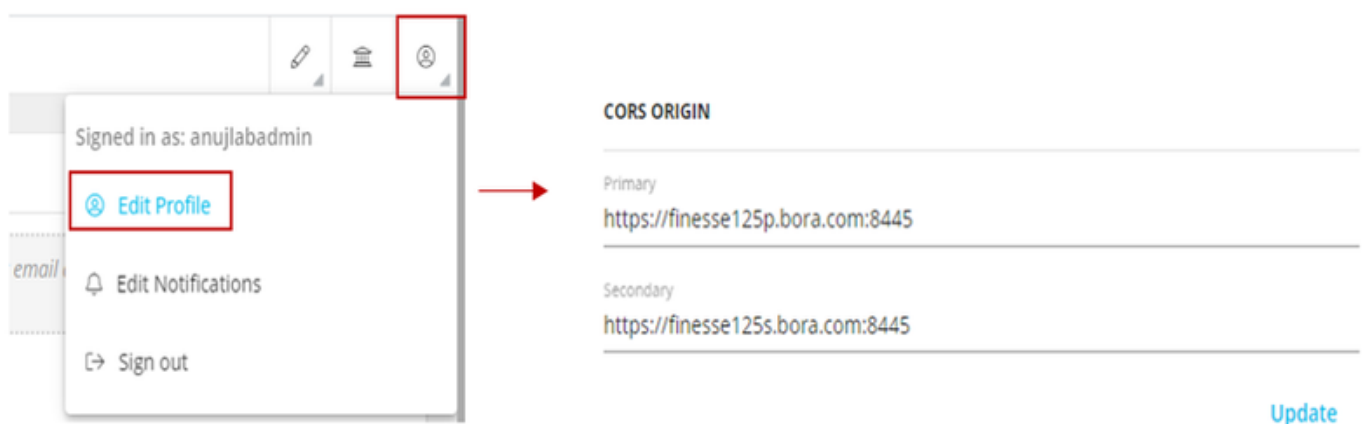 Signed in as: anujlabadmin
Edit Profile
email
Edit Notifications
Sign out
CORS ORIGIN
Primary
https://finesse125p.bora.com:8445
Secondary
https://finesse125s.bora.com:8445
Update